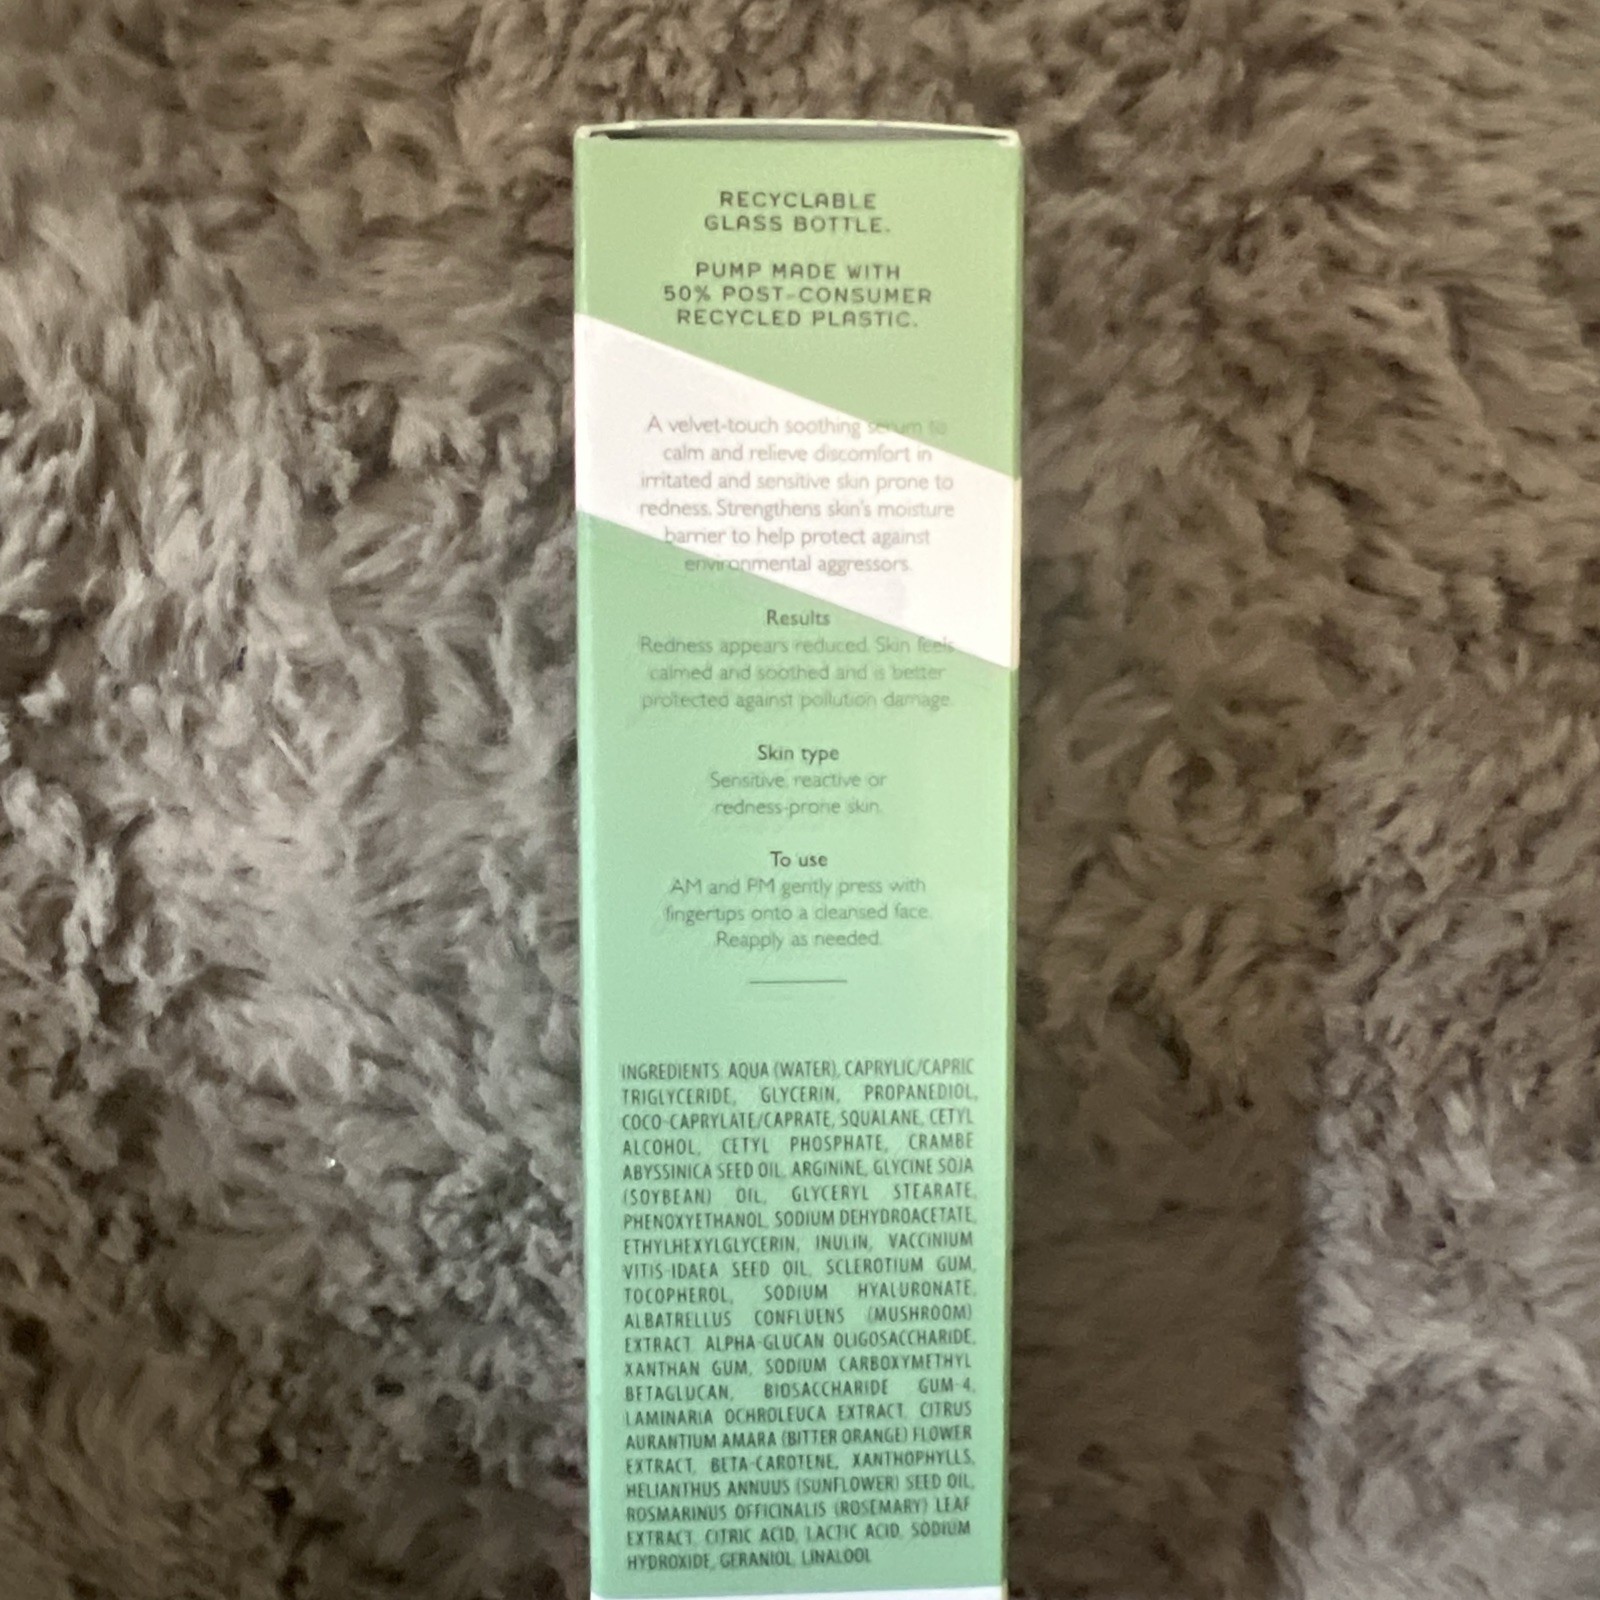 RECYCLABLE
GLASS BOTTLE.
PUMP MADE WITH
50% POST-CONSUMER
RECYCLED PLASTIC.
A velvet-touch soothing serum to
calm and relieve discomfort in
irritated and sensitive skin prone to
redness. Strengthens skin's moisture
barrier to help protect against
environmental aggressors.
Results
Redness appears reduced. Skin feels
calmed and soothed and is better
protected against pollution damage.
Skin type
Sensitive, reactive or
redness-prone skin.
To use
AM and PM gently press with
fingertips onto a cleansed face.
Reapply as needed.
INGREDIENTS: AQUA (WATER), CAPRYLIC/CAPRIC
TRIGLYCERIDE, GLYCERIN, PROPANEDIOL,
COCO-CAPRYLATE/CAPRATE, SQUALANE, CETYL
ALCOHOL, CETYL PHOSPHATE, CRAMBE
ABYSSINICA SEED OIL, ARGININE, GLYCINE SOJA
(SOYBEAN) OIL, GLYCERYL STEARATE,
PHENOXYETHANOL, SODIUM DEHYDROACETATE,
ETHYLHEXYLGLYCERIN, INULIN, VACCINIUM
VITIS-IDAEA SEED OIL, SCLEROTIUM GUM,
TOCOPHEROL, SODIUM HYALURONATE,
ALBATRELLUS CONFLUENS (MUSHROOM)
EXTRACT, ALPHA-GLUCAN OLIGOSACCHARIDE,
XANTHAN GUM, SODIUM CARBOXYMETHYL
BETAGLUCAN, BIOSACCHARIDE GUM-4,
LAMINARIA OCHROLEUCA EXTRACT, CITRUS
AURANTIUM AMARA (BITTER ORANGE) FLOWER
EXTRACT, BETA-CAROTENE, XANTHOPHYLLS,
HELIANTHUS ANNUUS (SUNFLOWER) SEED OIL,
ROSMARINUS OFFICINALIS (ROSEMARY) LEAF
EXTRACT, CITRIC ACID, LACTIC ACID, SODIUM
HYDROXIDE, GERANIOL, LINALOOL